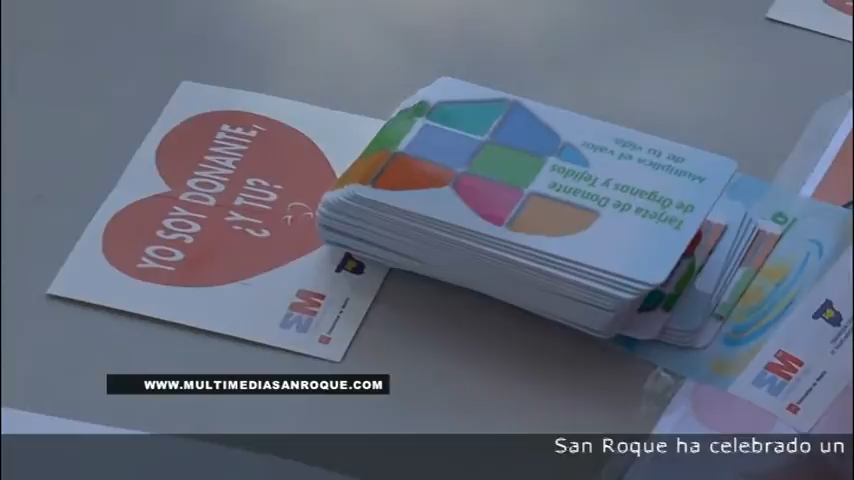 YO SOY DONANTE,
¿Y TU?
Tarjeta de Donante
de Órganos y Tejidos
Multiplica el valor
de tu vida
WWW.MULTIMEDIASANROQUE.COM
San Roque ha celebrado un